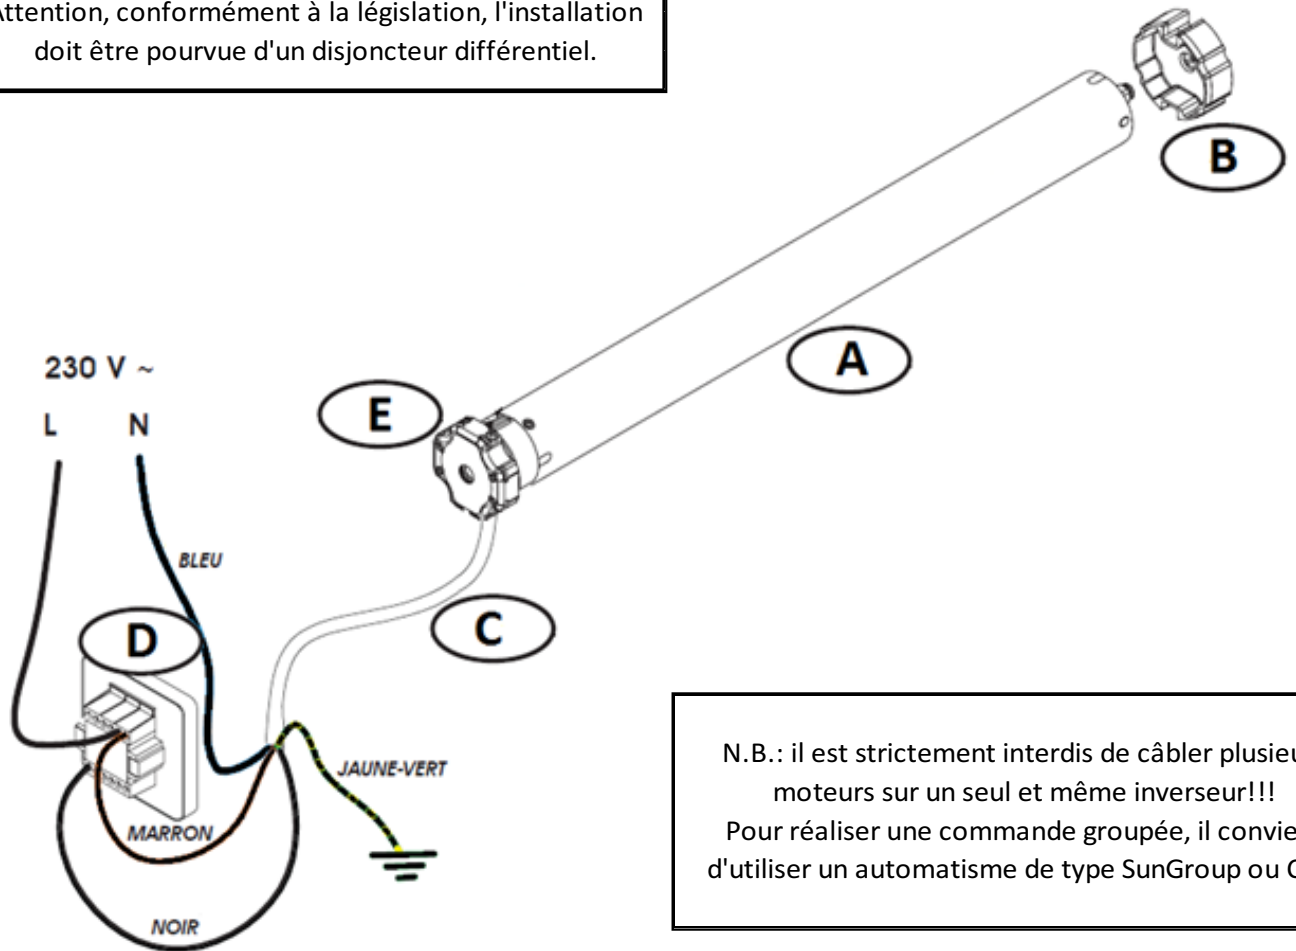 Attention, conformément à la législation, l'installation
doit être pourvue d'un disjoncteur différentiel.
B
A
230 V ~
E
L N
BLEU
C
D
JAUNE-VERT
MARRON
NOIR
N.B.: il est strictement interdis de câbler
moteurs sur un seul et même inverseur!!!
Pour réaliser une commande groupée, il
d'utiliser un automatisme de type SunGroup ou